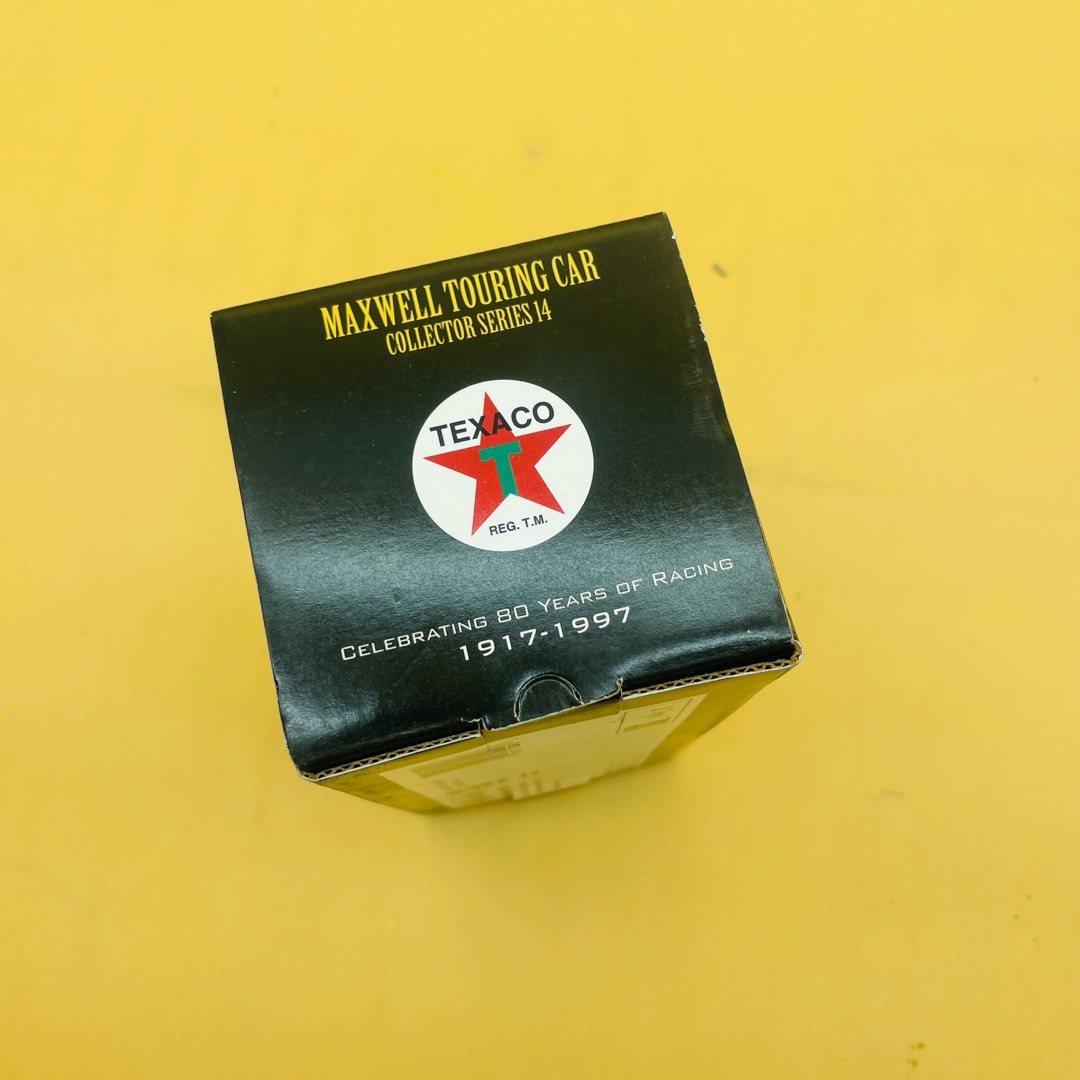 MAXWELL TOURING CAR
COLLECTOR SERIES 14
TEXACO
T
REG. T.M.
CELEBRATING 80 YEARS OF RACING
1917-1997